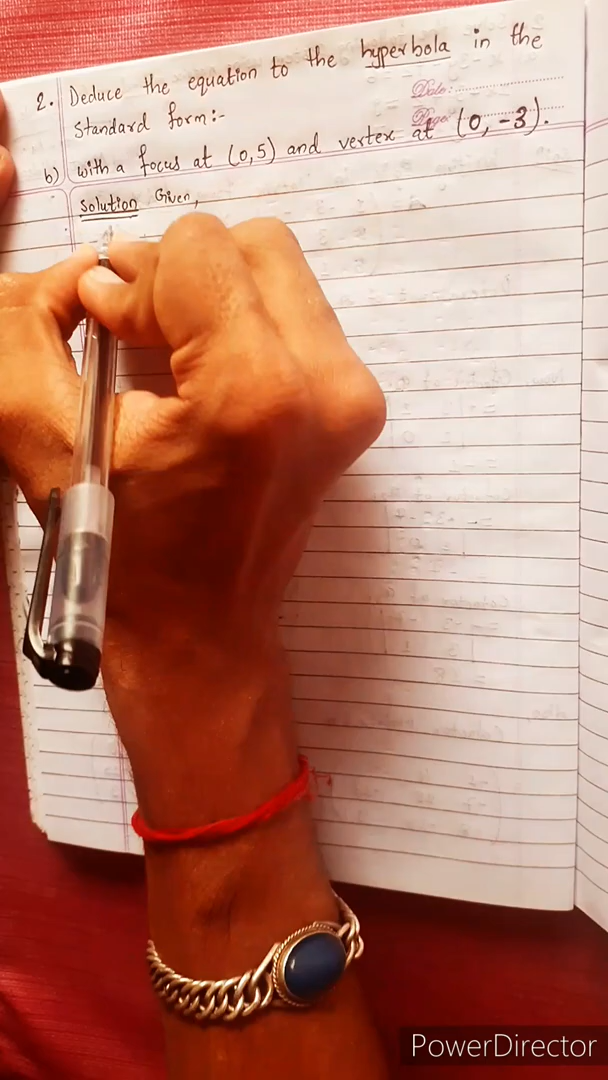 2. Deduce the equation to the hyperbola in the
Date:
standard form:-
Page:
b) with a focus at (0,5) and vertex at (0,-3).
Solution Given,
PowerDirector